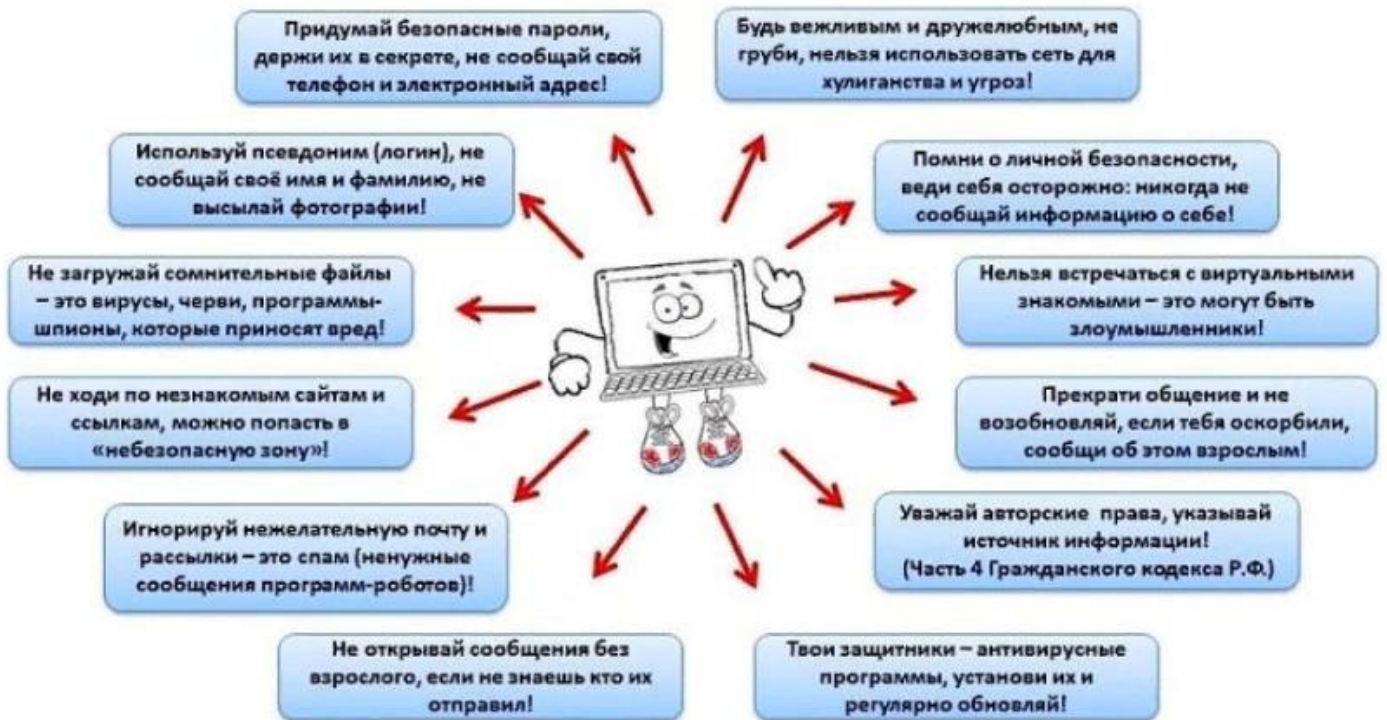 Придумай безопасные пароли,
держи их в секрете, не сообщай свой
телефон и электронный адрес!
Будь вежливым и дружелюбным, не
груби, нельзя использовать сеть для
хулиганства и угроз!
Используй псевдоним (логин), не
сообщай своё имя и фамилию, не
высылай фотографии!
Помни о личной безопасности,
веди себя осторожно: никогда не
сообщай информацию о себе!
Не загружай сомнительные файлы
– это вирусы, черви, программы-
шпионы, которые приносят вред!
Нельзя встречаться с виртуальными
знакомыми – это могут быть
злоумышленники!
Не ходи по незнакомым сайтам и
ссылкам, можно попасть в
«небезопасную зону»!
Прекрати общение и не
возобновляй, если тебя оскорбили,
сообщи об этом взрослым!
Игнорируй нежелательную почту и
рассылки – это спам (ненужные
сообщения программ-роботов)!
Уважай авторские права, указывай
источник информации!
(Часть 4 Гражданского кодекса Р.Ф.)
Не открывай сообщения без
взрослого, если не знаешь кто их
отправил!
Твои защитники – антивирусные
программы, установи их и
регулярно обновляй!